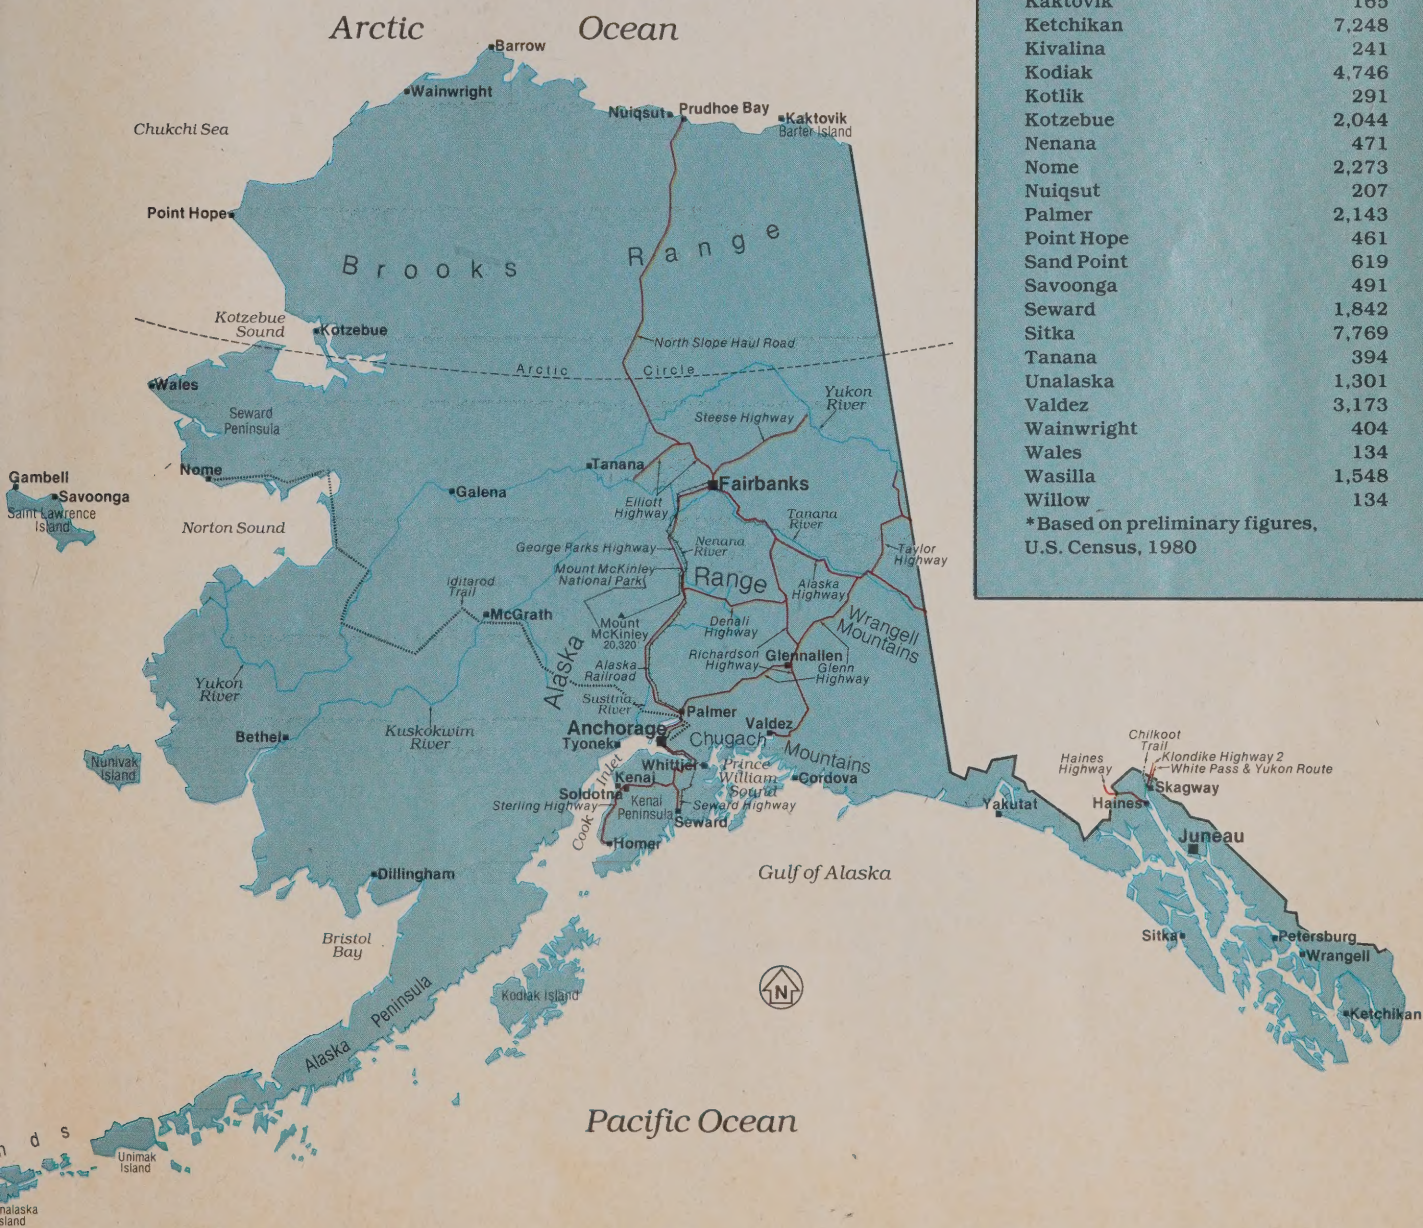 Arctic Ocean
Barrow
Wainwright
Nuiqsut
Prudhoe Bay
Kaktovik
Barter Island
Chukchi Sea
Point Hope
Brooks Range
Kotzebue
Sound
Kotzebue
North Slope Haul Road
Arctic Circle
Wales
Seward
Peninsula
Yukon
River
Steese Highway
Nome
Tanana
Fairbanks
Gambell
Savoonga
Saint Lawrence
Island
Galena
Elliott
Highway
Tanana
River
Norton Sound
George Parks Highway
Nenana
River
Taylor
Highway
Mount McKinley
National Park
Range
Alaska
Highway
Iditarod
Trail
McGrath
Mount
McKinley
20,320'
Denali
Highway
Wrangell
Mountains
Alaska
Richardson
Highway
Glennallen
Glenn
Highway
Alaska
Railroad
Yukon
River
Susitna
River
Palmer
Bethel
Kuskokwim
River
Anchorage
Tyonek
Valdez
Chugach Mountains
Nunivak
Island
Whittier
Prince
William
Sound
Cordova
Cook Inlet
Kenai
Soldotna
Sterling Highway
Kenai
Peninsula
Seward Highway
Seward
Homer
Chilkoot
Trail
Haines
Highway
Klondike Highway 2
White Pass & Yukon Route
Skagway
Yakutat
Haines
Juneau
Dillingham
Gulf of Alaska
Bristol
Bay
Sitka
Petersburg
Wrangell
Kodiak Island
N
Ketchikan
Alaska Peninsula
Pacific Ocean
n d s
Unimak
Island
nalaska
sland
Kaktovik 165
Ketchikan 7,248
Kivalina 241
Kodiak 4,746
Kotlik 291
Kotzebue 2,044
Nenana 471
Nome 2,273
Nuiqsut 207
Palmer 2,143
Point Hope 461
Sand Point 619
Savoonga 491
Seward 1,842
Sitka 7,769
Tanana 394
Unalaska 1,301
Valdez 3,173
Wainwright 404
Wales 134
Wasilla 1,548
Willow 134
*Based on preliminary figures,
U.S. Census, 1980